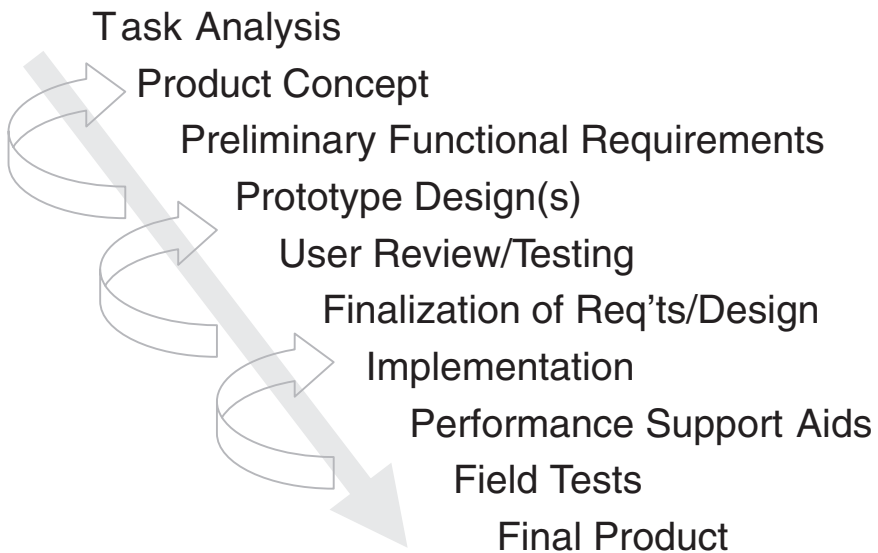 Task Analysis
Product Concept
Preliminary Functional Requirements
Prototype Design(s)
User Review/Testing
Finalization of Req'ts/Design
Implementation
Performance Support Aids
Field Tests
Final Product